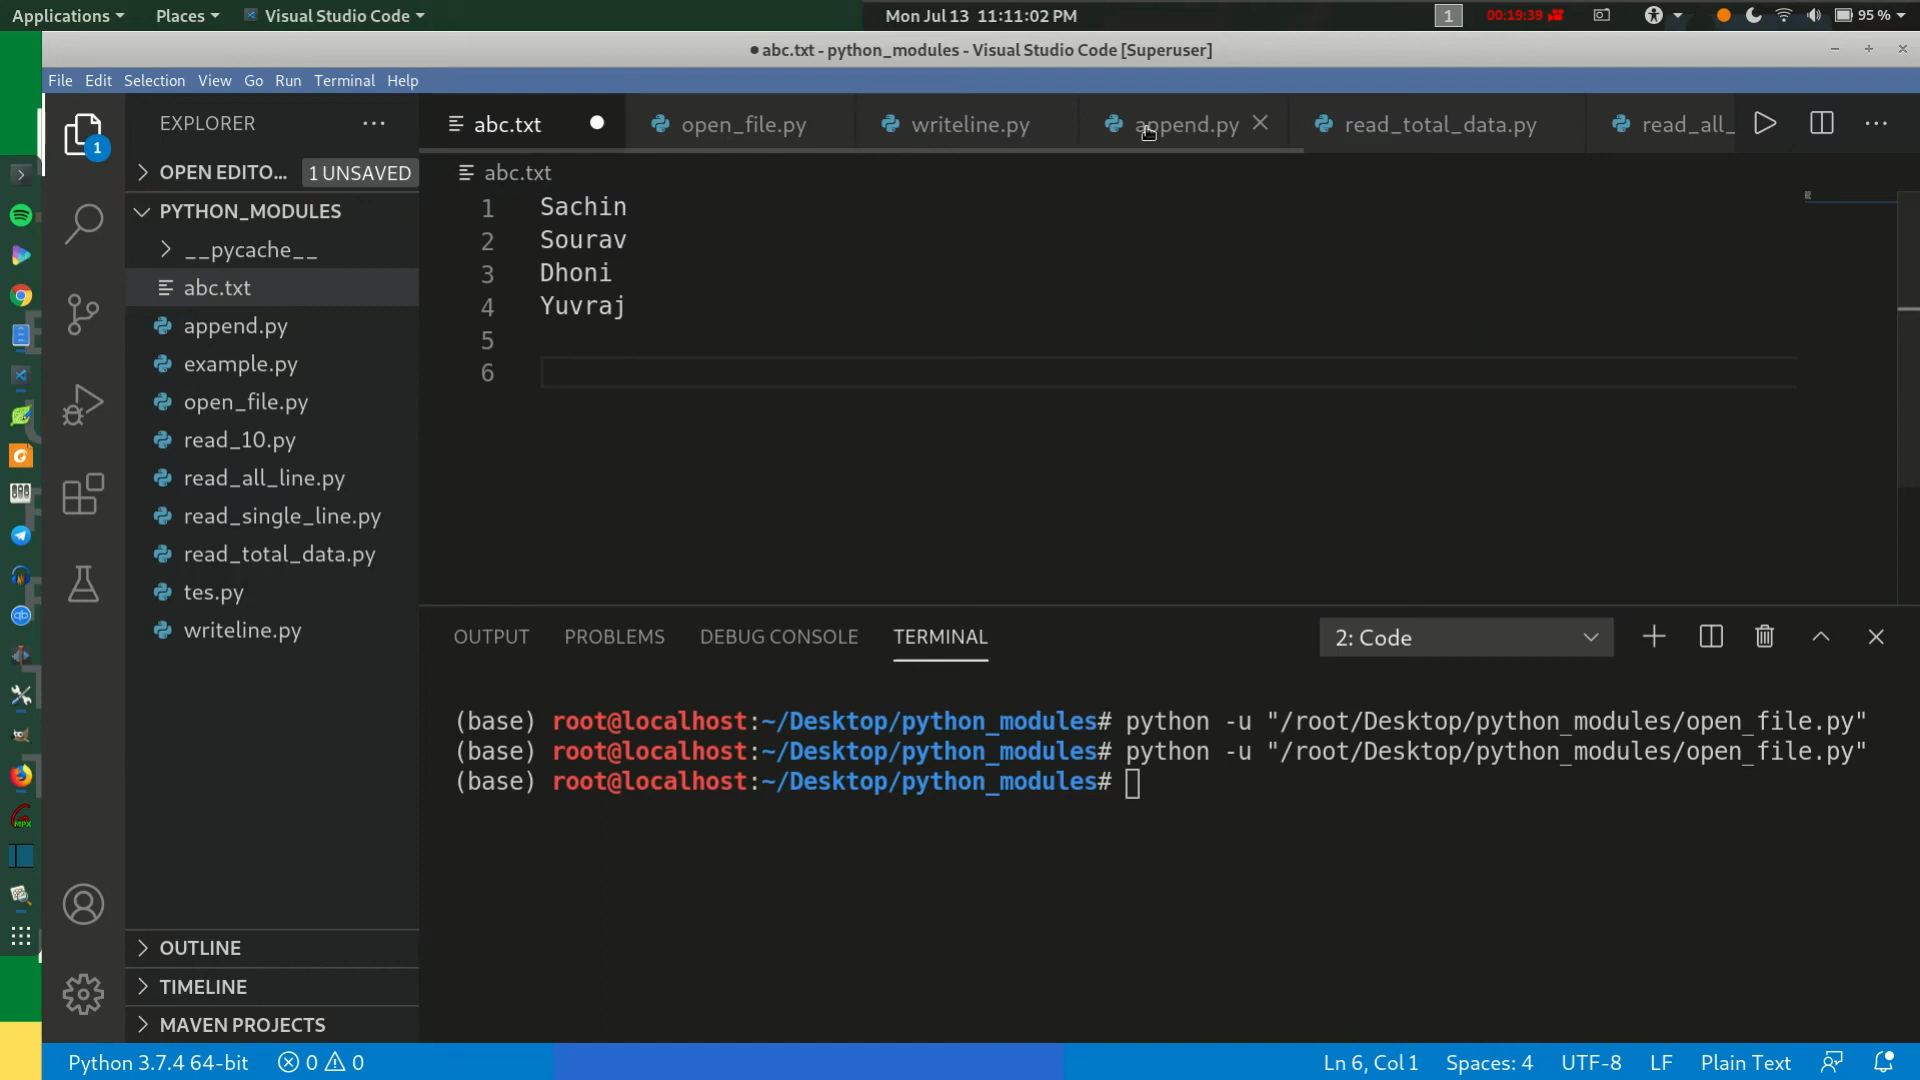 Applications Places Visual Studio Code Mon Jul 13 11:11:02 PM 1 00:19:39 95 %
abc.txt - python_modules - Visual Studio Code [Superuser]
File Edit Selection View Go Run Terminal Help
EXPLORER
abc.txt open_file.py writeline.py append.py read_total_data.py read_all_
OPEN EDITO... 1 UNSAVED
abc.txt
PYTHON_MODULES
__pycache__
abc.txt
append.py
example.py
open_file.py
read_10.py
read_all_line.py
read_single_line.py
read_total_data.py
tes.py
writeline.py
1 Sachin
2 Sourav
3 Dhoni
4 Yuvraj
5
6
OUTPUT PROBLEMS DEBUG CONSOLE TERMINAL 2: Code
(base) root@localhost:~/Desktop/python_modules# python -u "/root/Desktop/python_modules/open_file.py"
(base) root@localhost:~/Desktop/python_modules# python -u "/root/Desktop/python_modules/open_file.py"
(base) root@localhost:~/Desktop/python_modules#
OUTLINE
TIMELINE
MAVEN PROJECTS
1
Python 3.7.4 64-bit 0 0 Ln 6, Col 1 Spaces: 4 UTF-8 LF Plain Text